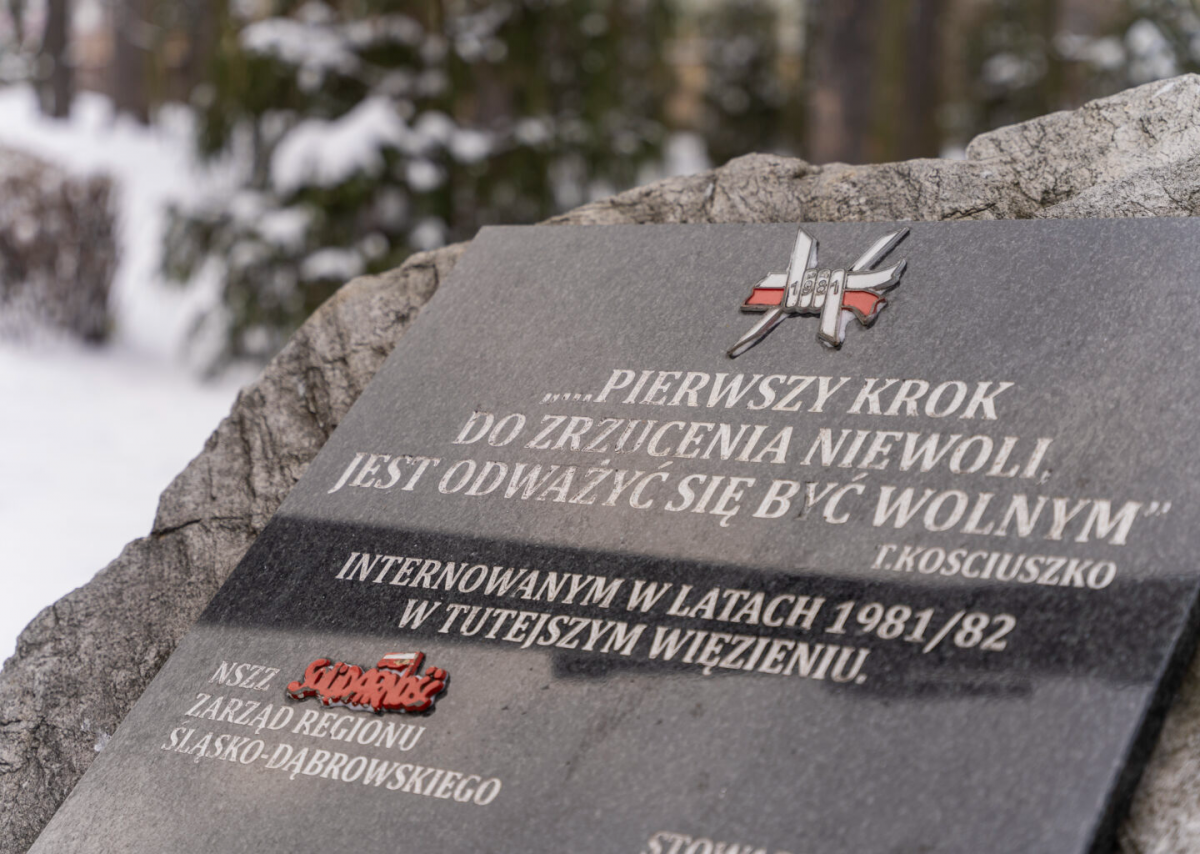 1981
„....PIERWSZY KROK
DO ZRZUCENIA NIEWOLI,
JEST ODWAŻYĆ SIĘ BYĆ WOLNYM”
T.KOSCIUSZKO
INTERNOWANYM W LATACH 1981/82
W TUTEJSZYM WIĘZIENIU.
NSZZ SOLIDARNOŚĆ
ZARZĄD REGIONU
ŚLĄSKO-DĄBROWSKIEGO